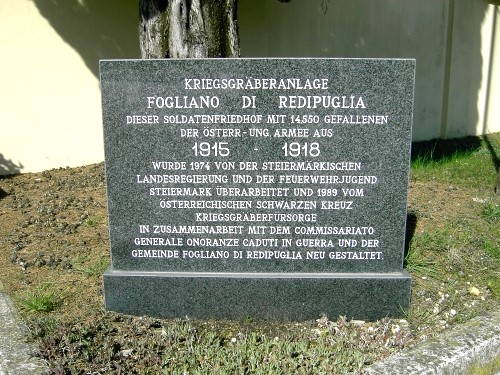 KRIEGSGRÄBERANLAGE
FOGLIANO DI REDIPUGLIA
DIESER SOLDATENFRIEDHOF MIT 14.550 GEFALLENEN
DER ÖSTERR.-UNG. ARMEE AUS
1915 - 1918
WURDE 1974 VON DER STEIERMÄRKISCHEN
LANDESREGIERUNG UND DER FEUERWEHRJUGEND
STEIERMARK ÜBERARBEITET UND 1989 VOM
ÖSTERREICHISCHEN SCHWARZEN KREUZ
KRIEGSGRÄBERFÜRSORGE
IN ZUSAMMENARBEIT MIT DEM COMMISSARIATO
GENERALE ONORANZE CADUTI IN GUERRA UND DER
GEMEINDE FOGLIANO DI REDIPUGLIA NEU GESTALTET.